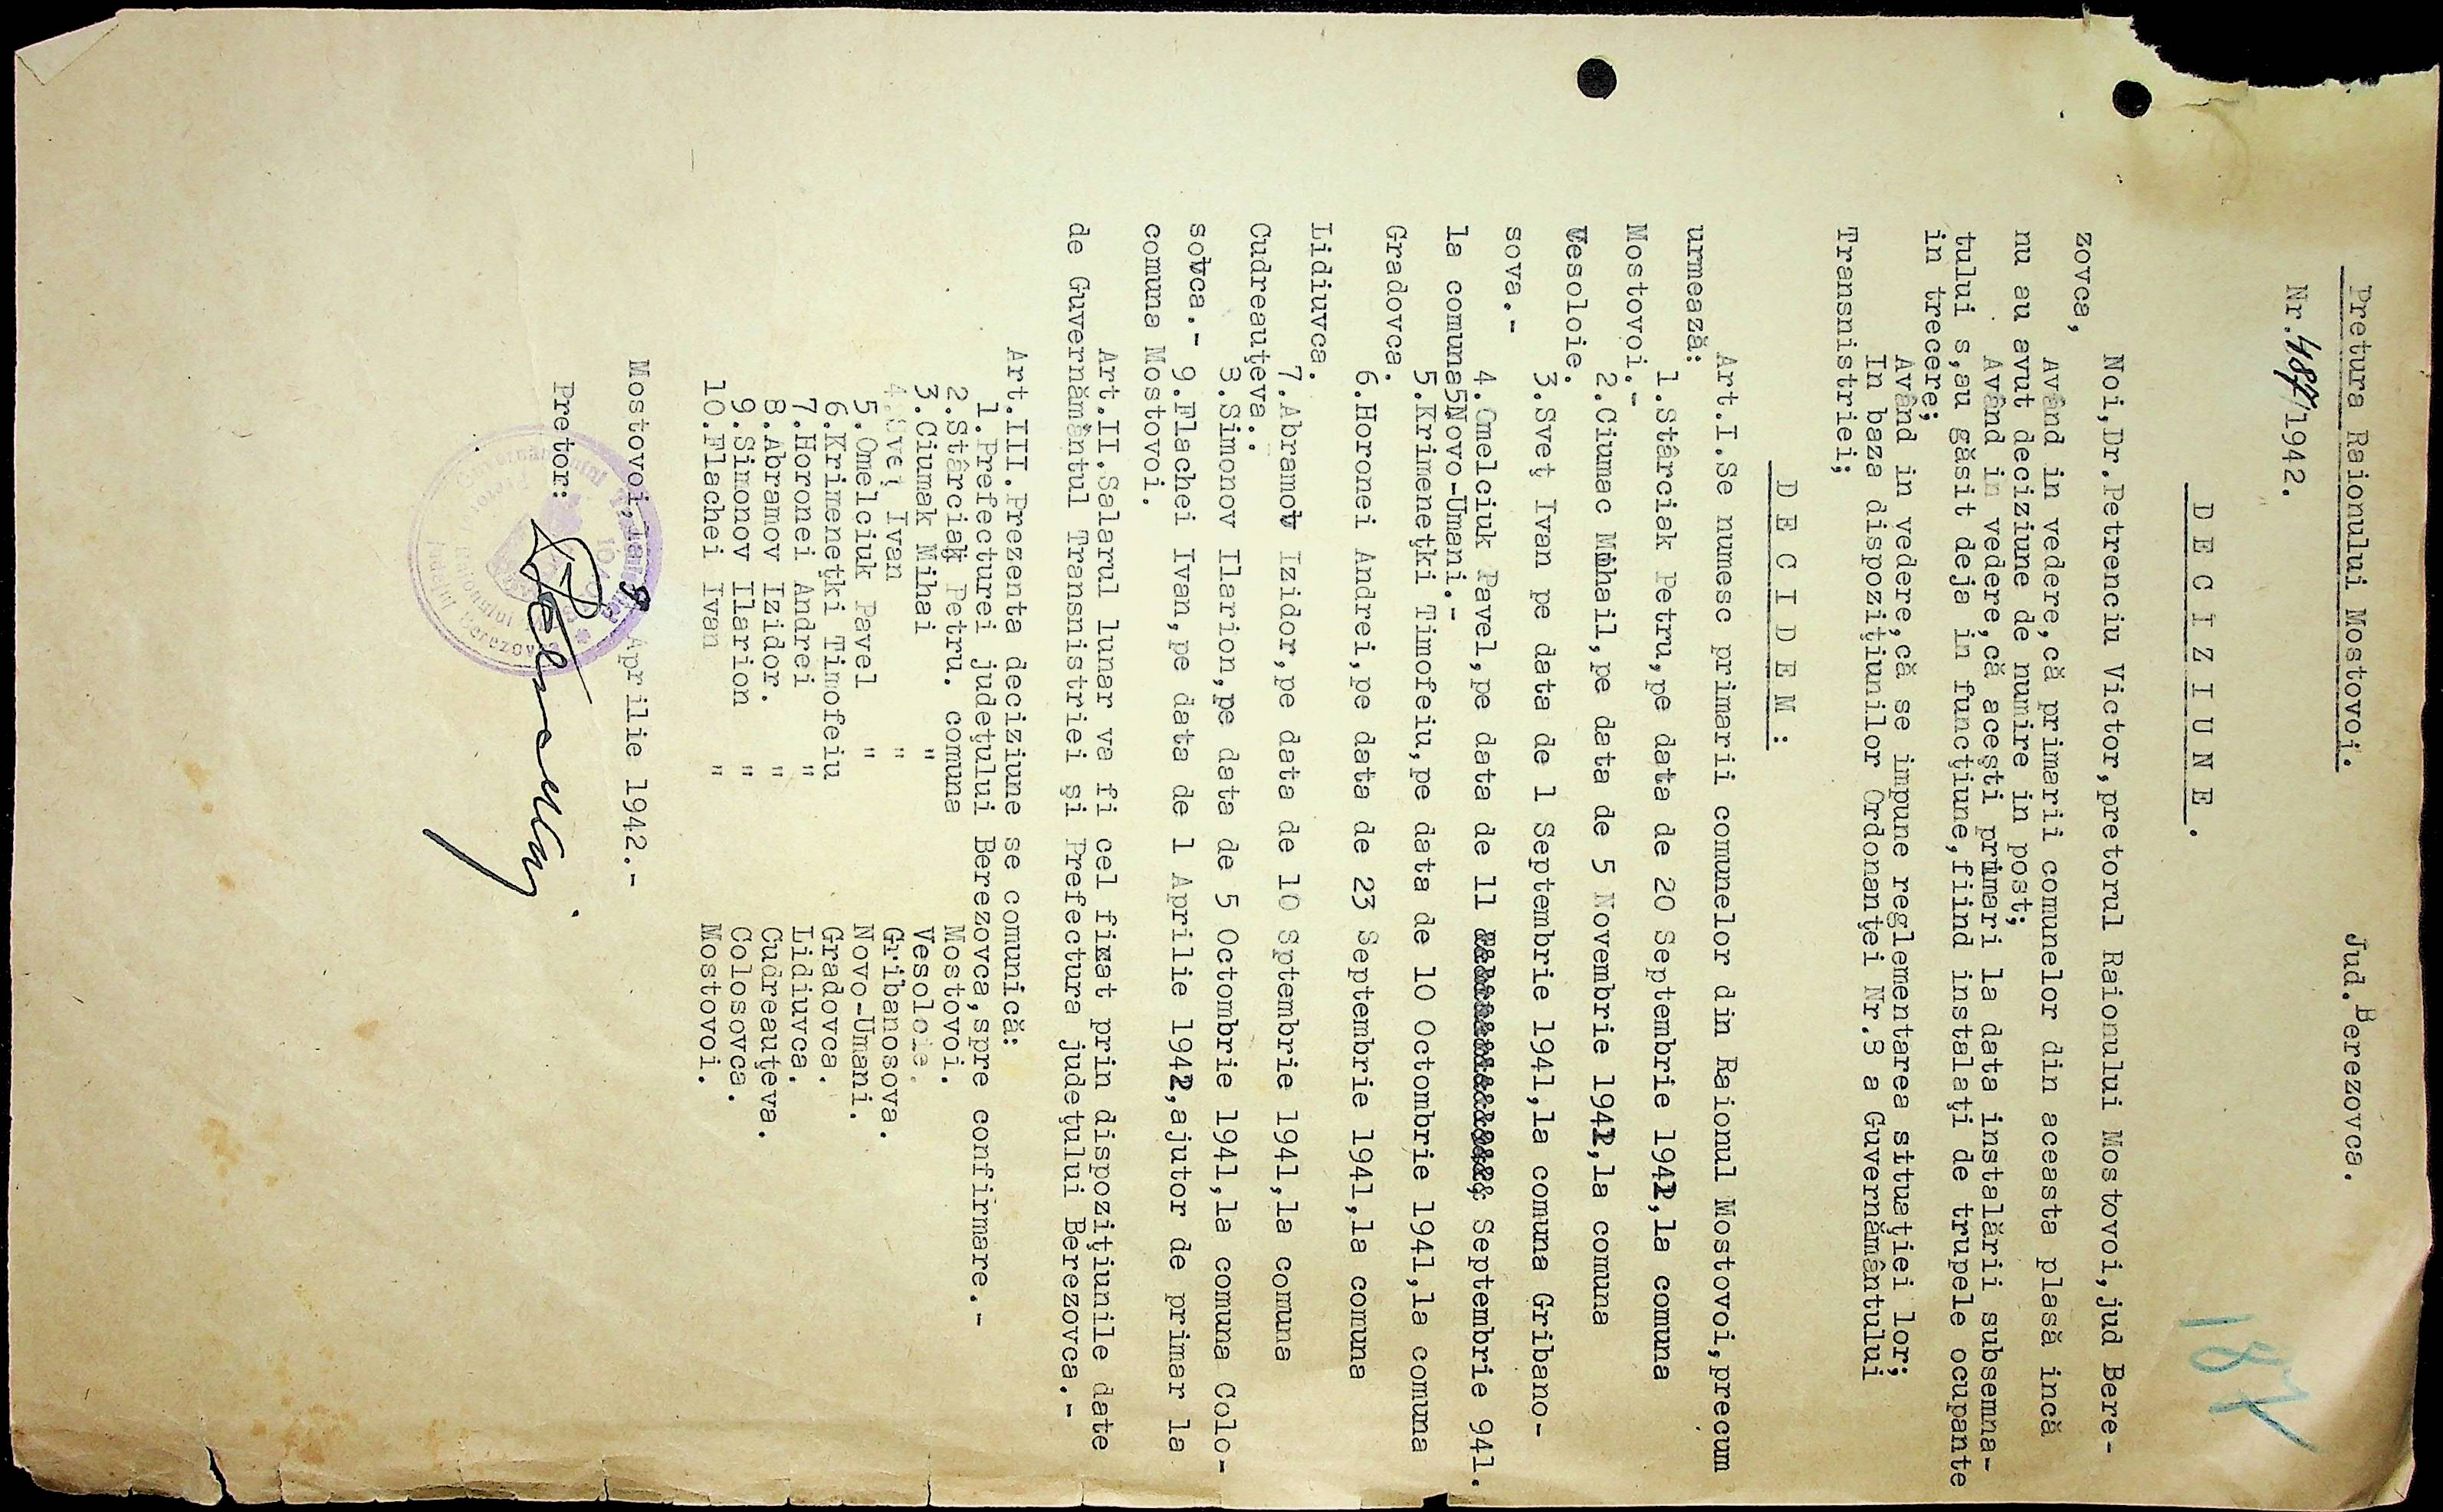 Pretura Raionului Mostovoi. Jud. Berezovca.
Nr.487/1942.
187
D E C I Z I U N E .
Noi,Dr.Petrenciu Victor,pretorul Raionului Mostovoi,jud Bere-
zovca,
Având in vedere,că primarii comunelor din aceasta plasă incă
nu au avut deciziune de numire in post;
Având in vedere,că acești primari la data instalării subsemna-
tului s,au găsit deja in funcțiune,fiind instalați de trupele ocupante
in trecere;
Având in vedere,că se impune reglementarea situației lor;
In baza dispozițiunilor Ordonanței Nr.3 a Guvernământului
Transnistriei;
D E C I D E M :
Art.I.Se numesc primarii comunelor din Raionul Mostovoi,precum
urmează:
1.Stârciak Petru,pe data de 20 Septembrie 1941,la comuna
Mostovoi.-
2.Ciumac Mihail,pe data de 5 Novembrie 1941,la comuna
Vesolcie.
3.Sveț Ivan pe data de 1 Septembrie 1941,la comuna Gribano-
sova.-
4.Omelciuk Pavel,pe data de 11 Septembrie 941.
la comuna5Novo-Umani.-
5.Krimenețki Timofeiu,pe data de 10 Octombrie 1941,la comuna
Gradovca.
6.Horonei Andrei,pe data de 23 Septembrie 1941,la comuna
Lidiuvca.
7.Abramov Izidor,pe data de 10 Sptembrie 1941,la comuna
Cudreauțeva..
3.Simonov Ilarion,pe data de 5 Octombrie 1941,la comuna Colo-
sovca.-
9.Flachei Ivan,pe data de 1 Aprilie 1942,ajutor de primar la
comuna Mostovoi.
Art.II.Salarul lunar va fi cel fixat prin dispozițiunile date
de Guvernământul Transnistriei și Prefectura județului Berezovca.-
Art.III.Prezenta deciziune se comunică:
1.Prefecturei județului Berezovca,spre confirmare.-
2.Stârciak Petru. comuna Mostovoi.
3.Ciumak Mihai " Vesolcie.
4.Sveț Ivan " Gribanosova.
5.Omelciuk Pavel " Novo-Umani.
6.Krimenețki Timofeiu Gradovca.
7.Horonei Andrei " Lidiuvca.
8.Abramov Izidor. " Cudreauțeva.
9.Simonov Ilarion " Colosovca.
10.Flachei Ivan " Mostovoi.
Mostovoi, Aprilie 1942.-
Pretor: